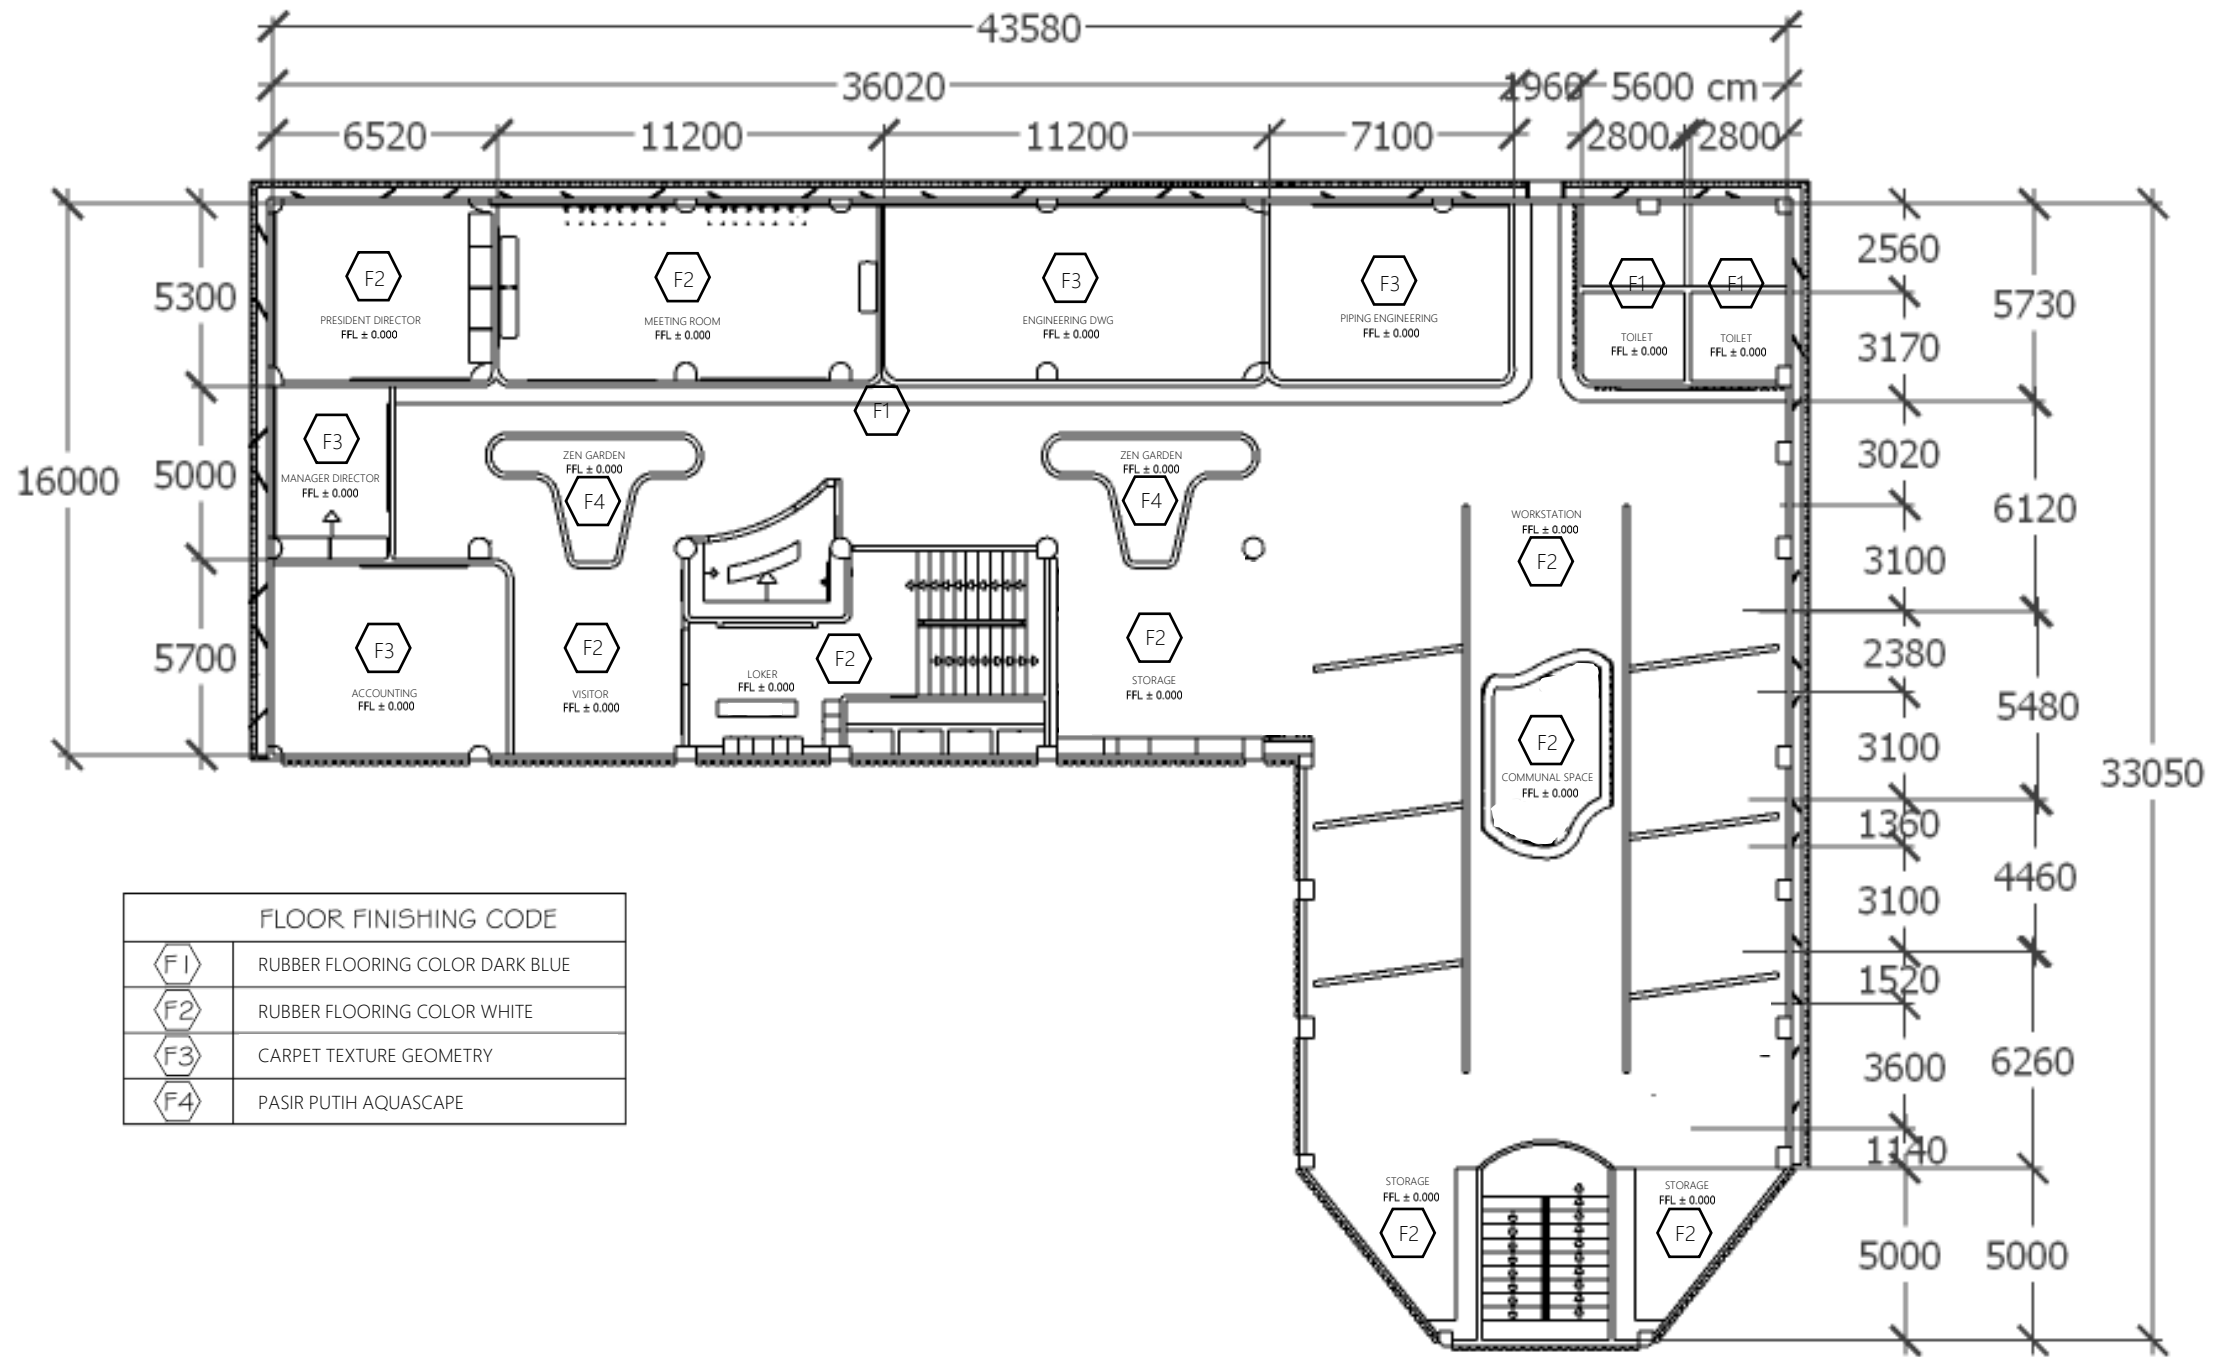 43580
36020
1960
5600 cm
6520
11200
11200
7100
2800
2800
16000
5300
5000
5700
2560
3170
3020
3100
2380
3100
1360
3100
1520
3600
1140
5000
5730
6120
5480
4460
6260
5000
33050
F2
PRESIDENT DIRECTOR
FFL ± 0.000
F2
MEETING ROOM
FFL ± 0.000
F3
ENGINEERING DWG
FFL ± 0.000
F3
PIPING ENGINEERING
FFL ± 0.000
F1
TOILET
FFL ± 0.000
F1
TOILET
FFL ± 0.000
F1
F3
MANAGER DIRECTOR
FFL ± 0.000
ZEN GARDEN
FFL ± 0.000
F4
ZEN GARDEN
FFL ± 0.000
F4
WORKSTATION
FFL ± 0.000
F2
F3
ACCOUNTING
FFL ± 0.000
F2
VISITOR
FFL ± 0.000
F2
LOKER
FFL ± 0.000
F2
STORAGE
FFL ± 0.000
F2
COMMUNAL SPACE
FFL ± 0.000
STORAGE
FFL ± 0.000
F2
STORAGE
FFL ± 0.000
F2
FLOOR FINISHING CODE
F1 RUBBER FLOORING COLOR DARK BLUE
F2 RUBBER FLOORING COLOR WHITE
F3 CARPET TEXTURE GEOMETRY
F4 PASIR PUTIH AQUASCAPE